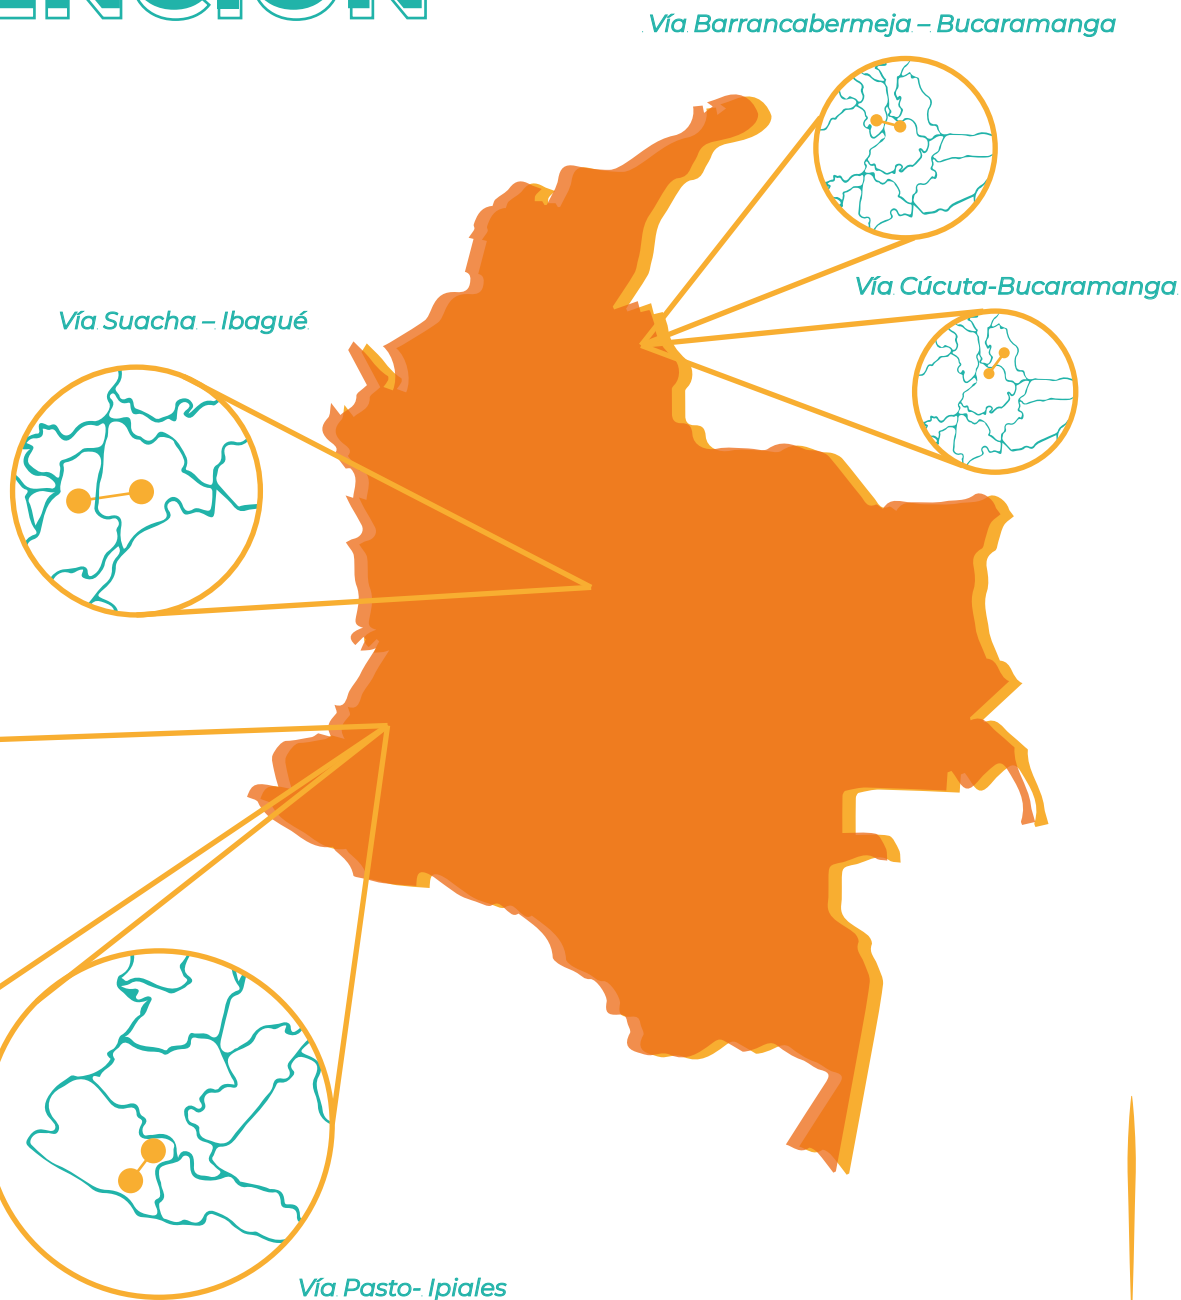 Vía Barrancabermeja – Bucaramanga
Vía Cúcuta-Bucaramanga
Vía Suacha – Ibagué
Vía Pasto- Ipiales